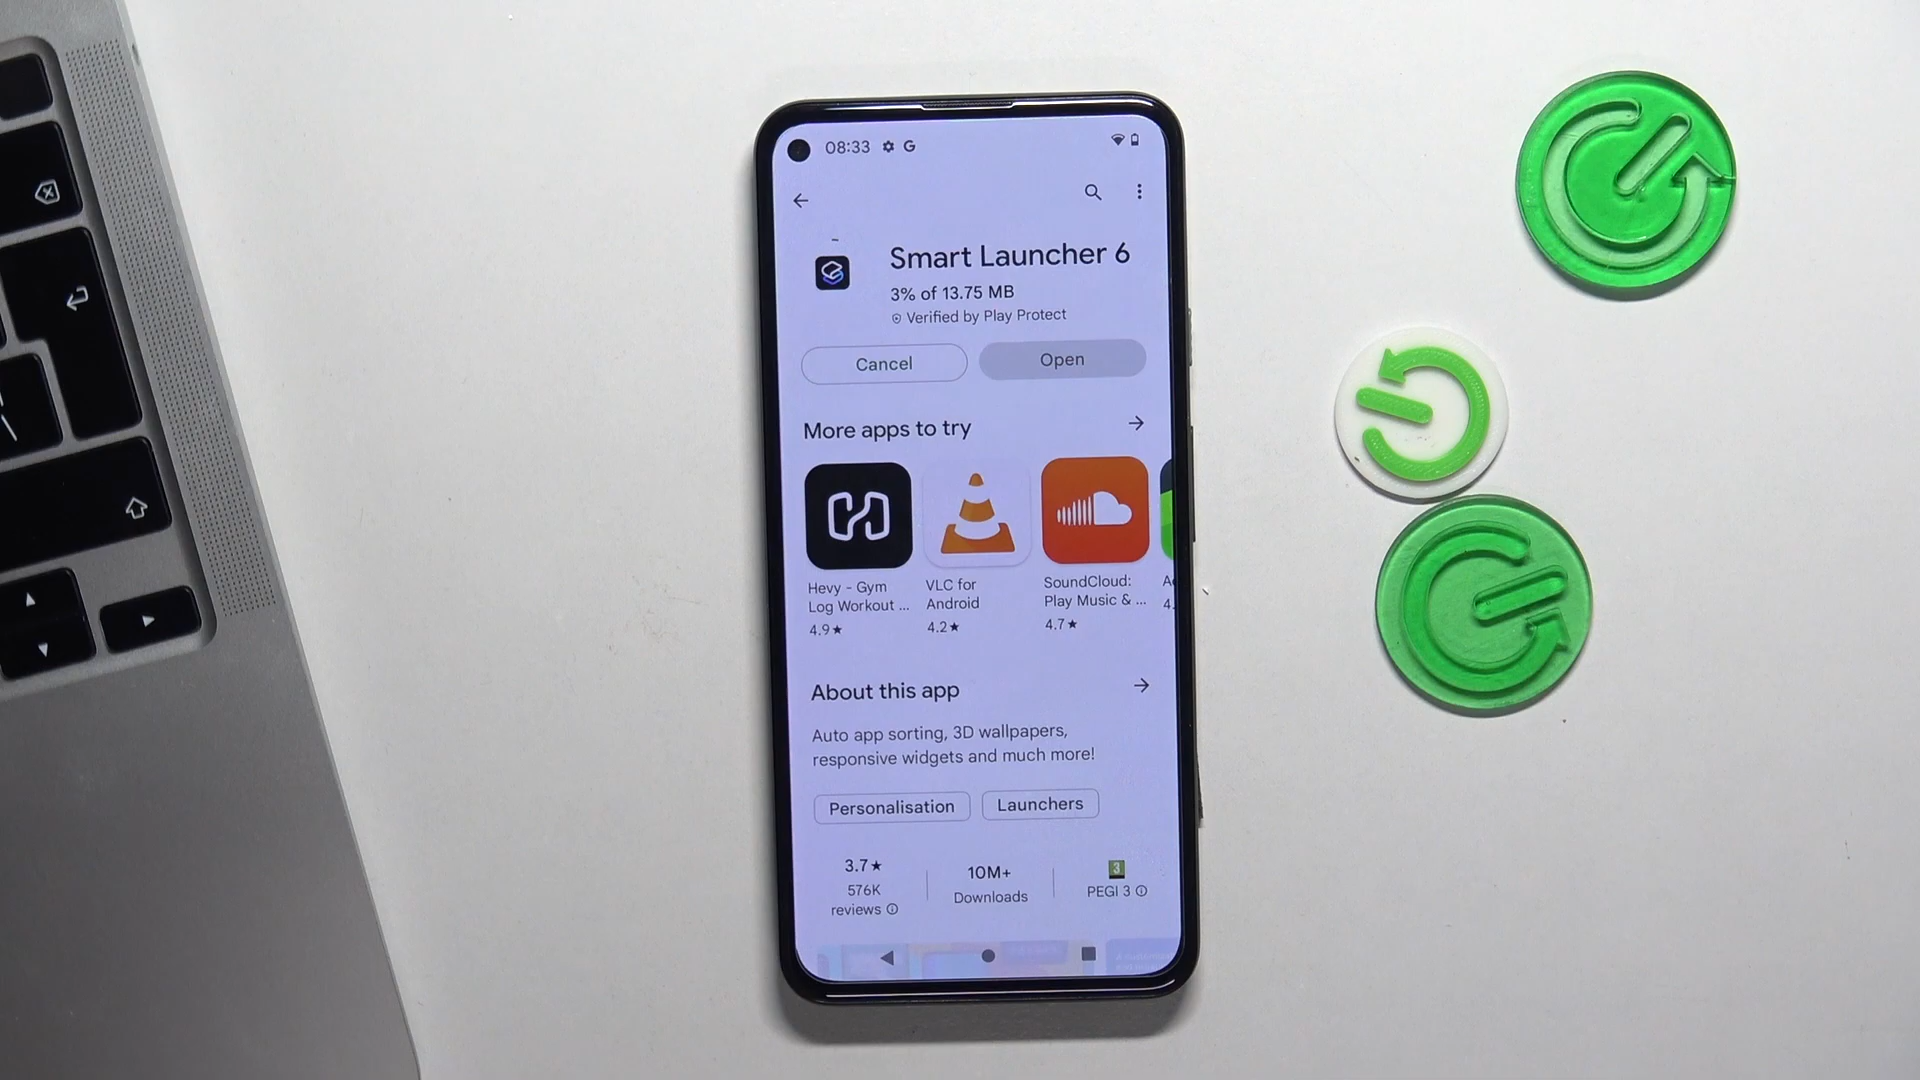 08:33 G
Smart Launcher 6
3% of 13.75 MB
Verified by Play Protect
Cancel
Open
More apps to try
Hevy - Gym
Log Workout ...
4.9★
VLC for
Android
4.2★
SoundCloud:
Play Music & ...
4.7★
4.
About this app
Auto app sorting, 3D wallpapers,
responsive widgets and much more!
Personalisation
Launchers
3.7★
576K
reviews
10M+
Downloads
3
PEGI 3